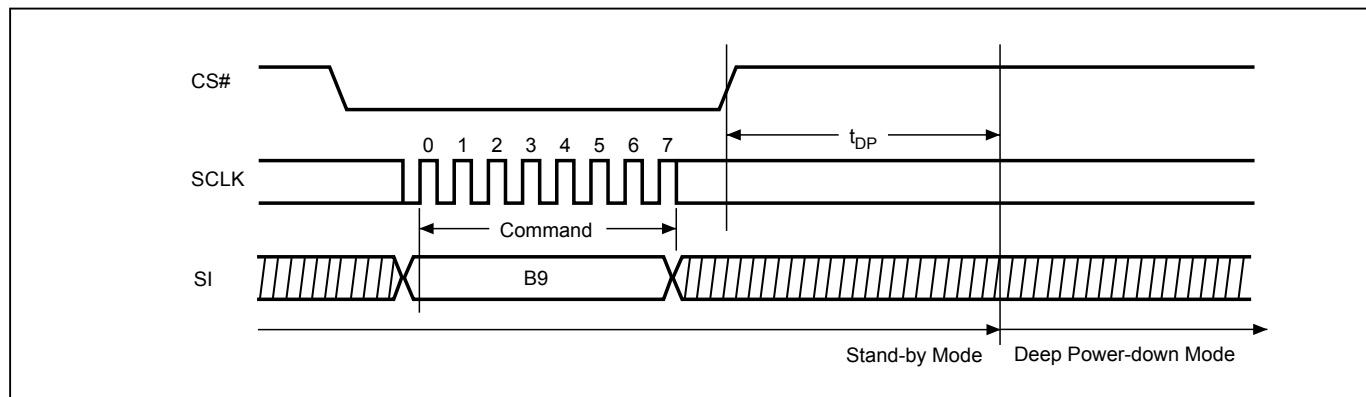 CS#
tDP
0 1 2 3 4 5 6 7
SCLK
Command
SI
B9
Stand-by Mode
Deep Power-down Mode